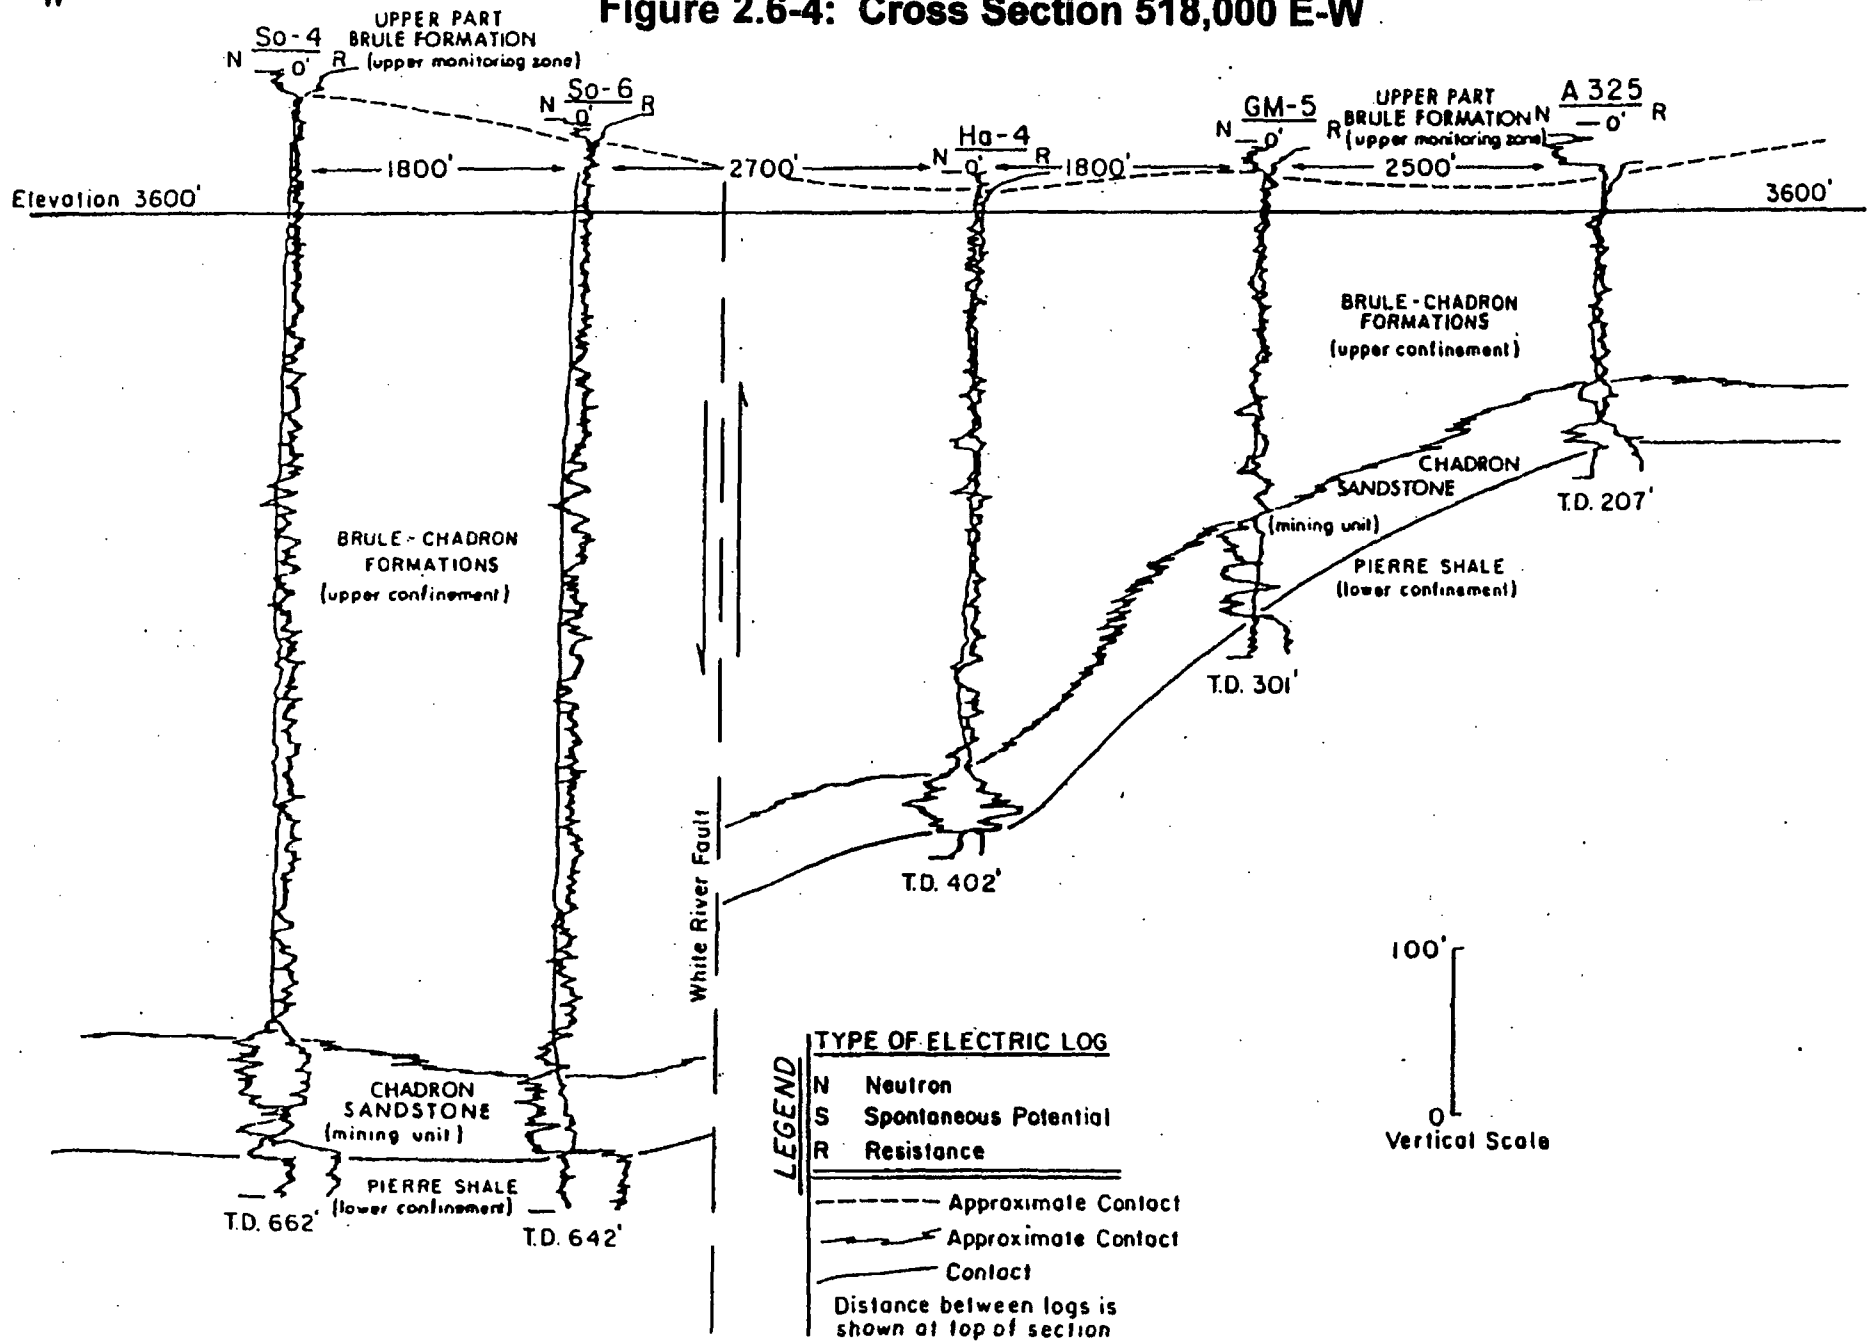 W
Figure 2.6-4: Cross Section 518,000 E-W
UPPER PART
BRULE FORMATION
(upper monitoring zone)
So-4
N 0' R
So-6
N 0' R
Ha-4
N 0' R
GM-5
N 0' R
UPPER PART
BRULE FORMATION
(upper monitoring zone)
A 325
N 0' R
1800'
2700'
1800'
2500'
Elevation 3600'
3600'
BRULE-CHADRON
FORMATIONS
(upper confinement)
BRULE-CHADRON
FORMATIONS
(upper confinement)
CHADRON
SANDSTONE
(mining unit)
T.D. 207'
PIERRE SHALE
(lower confinement)
T.D. 301'
T.D. 402'
White River Fault
CHADRON
SANDSTONE
(mining unit)
PIERRE SHALE
(lower confinement)
T.D. 662'
T.D. 642'
100'
0
Vertical Scale
LEGEND
TYPE OF ELECTRIC LOG
N Neutron
S Spontaneous Potential
R Resistance
Approximate Contact
Approximate Contact
Contact
Distance between logs is
shown at top of section